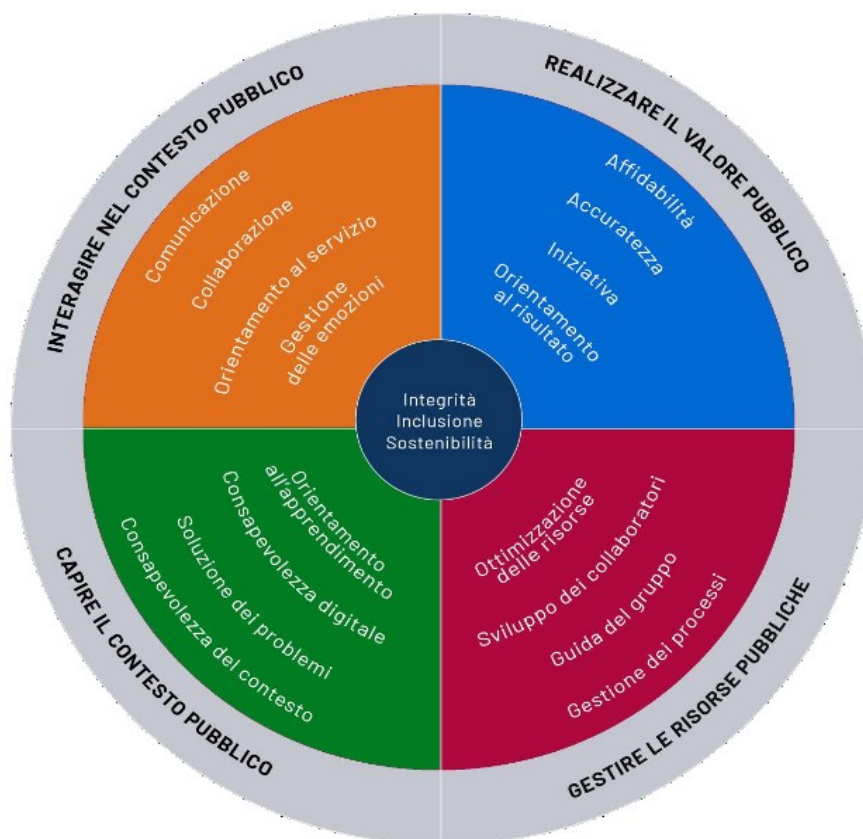 INTERAGIRE NEL CONTESTO PUBBLICO
Comunicazione
Collaborazione
Orientamento al servizio
Gestione
delle emozioni
REALIZZARE IL VALORE PUBBLICO
Affidabilità
Accuratezza
Iniziativa
Orientamento
al risultato
Integrità
Inclusione
Sostenibilità
CAPIRE IL CONTESTO PUBBLICO
Orientamento
all'apprendimento
Consapevolezza digitale
Soluzione dei problemi
Consapevolezza del contesto
GESTIRE LE RISORSE PUBBLICHE
Ottimizzazione
delle risorse
Sviluppo dei collaboratori
Guida del gruppo
Gestione dei processi